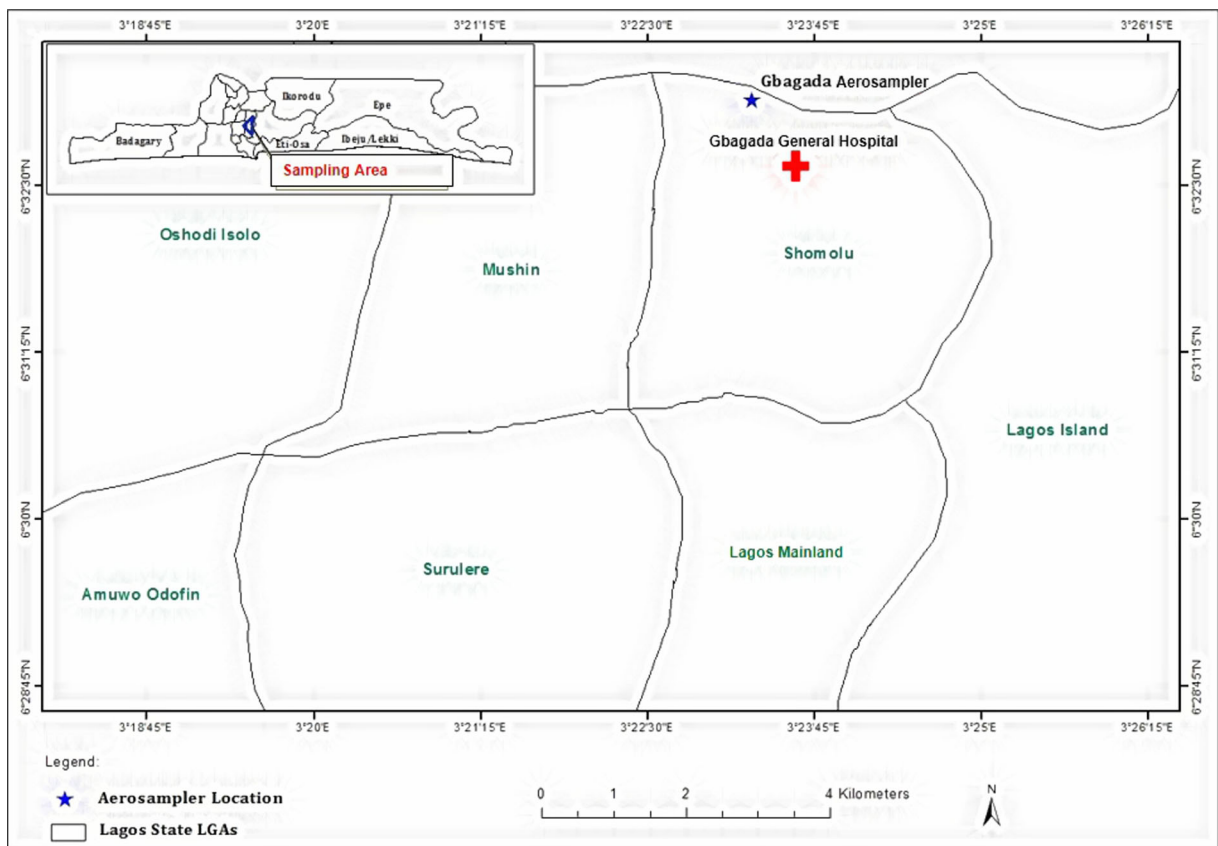 3°18'45"E 3°20'E 3°21'15"E 3°22'30"E 3°23'45"E 3°25'E 3°26'15"E
Ikorodu
Epe
Badagary
Eti-Osa
Ibeju/Lekki
Sampling Area
Gbagada Aerosampler
Gbagada General Hospital
6°32'30"N
6°32'30"N
Oshodi Isolo
Mushin
Shomolu
6°31'15"N
6°31'15"N
Lagos Island
6°30'N
6°30'N
Lagos Mainland
Surulere
Amuwo Odofin
6°28'45"N
6°28'45"N
3°18'45"E 3°20'E 3°21'15"E 3°22'30"E 3°23'45"E 3°25'E 3°26'15"E
Legend:
Aerosampler Location
Lagos State LGAs
0 1 2 4 Kilometers
N